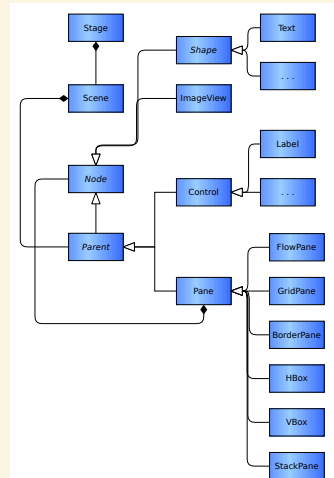 Stage
Text
Shape
. . .
Scene
ImageView
Label
Node
Control
. . .
Parent
FlowPane
Pane
GridPane
BorderPane
HBox
VBox
StackPane